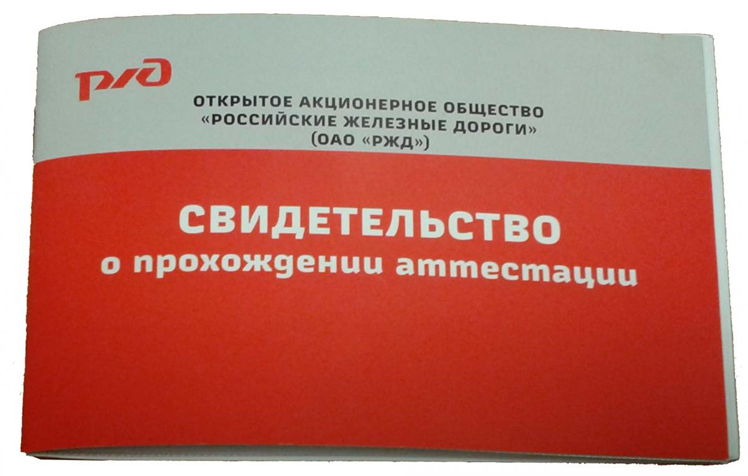 РЖД
ОТКРЫТОЕ АКЦИОНЕРНОЕ ОБЩЕСТВО
«РОССИЙСКИЕ ЖЕЛЕЗНЫЕ ДОРОГИ»
(ОАО «РЖД»)
СВИДЕТЕЛЬСТВО
о прохождении аттестации